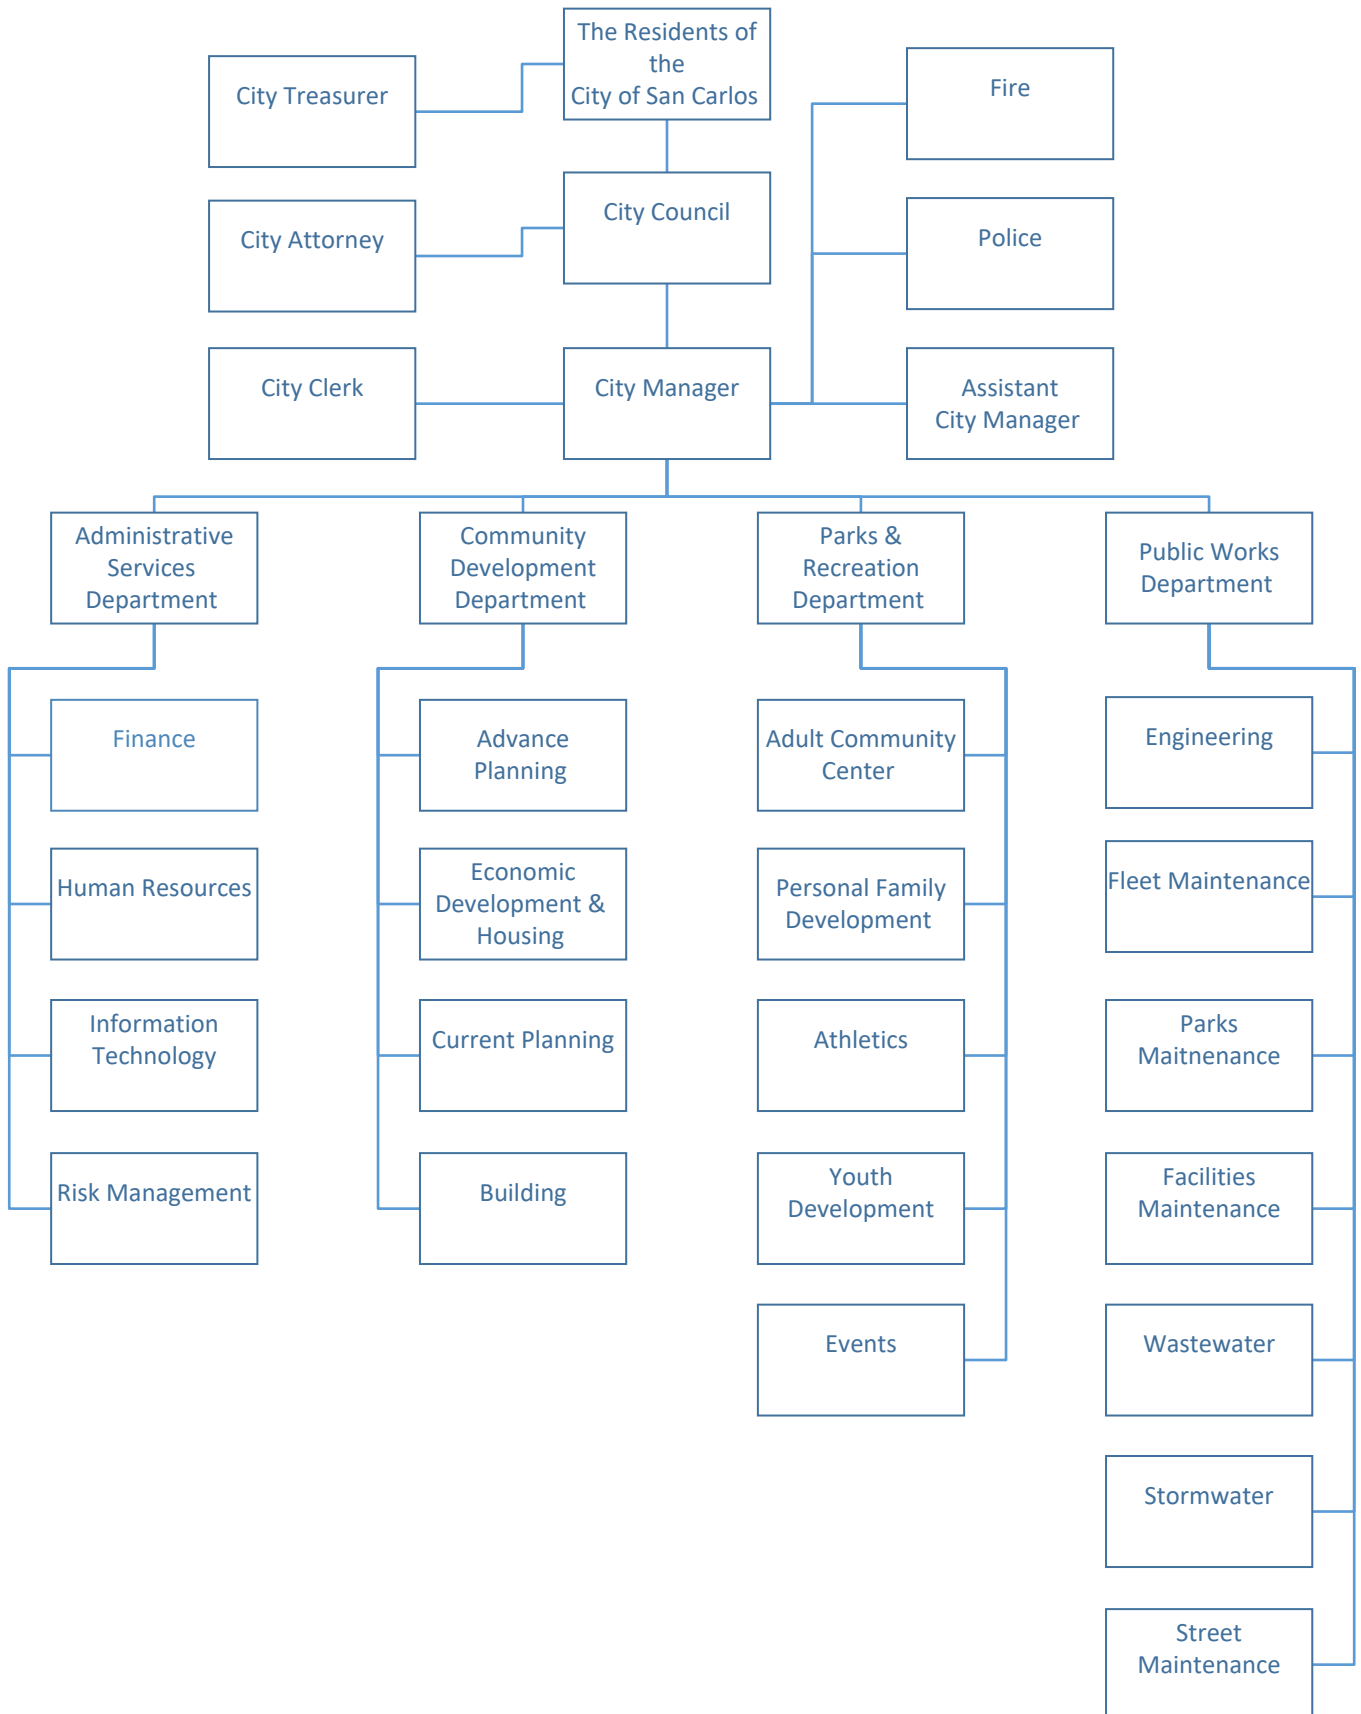 The Residents of
the
City of San Carlos
City Treasurer
Fire
City Council
City Attorney
Police
City Clerk
City Manager
Assistant
City Manager
Administrative
Services
Department
Community
Development
Department
Parks &
Recreation
Department
Public Works
Department
Finance
Advance
Planning
Adult Community
Center
Engineering
Human Resources
Economic
Development &
Housing
Personal Family
Development
Fleet Maintenance
Information
Technology
Current Planning
Athletics
Parks
Maitnenance
Risk Management
Building
Youth
Development
Facilities
Maintenance
Events
Wastewater
Stormwater
Street
Maintenance